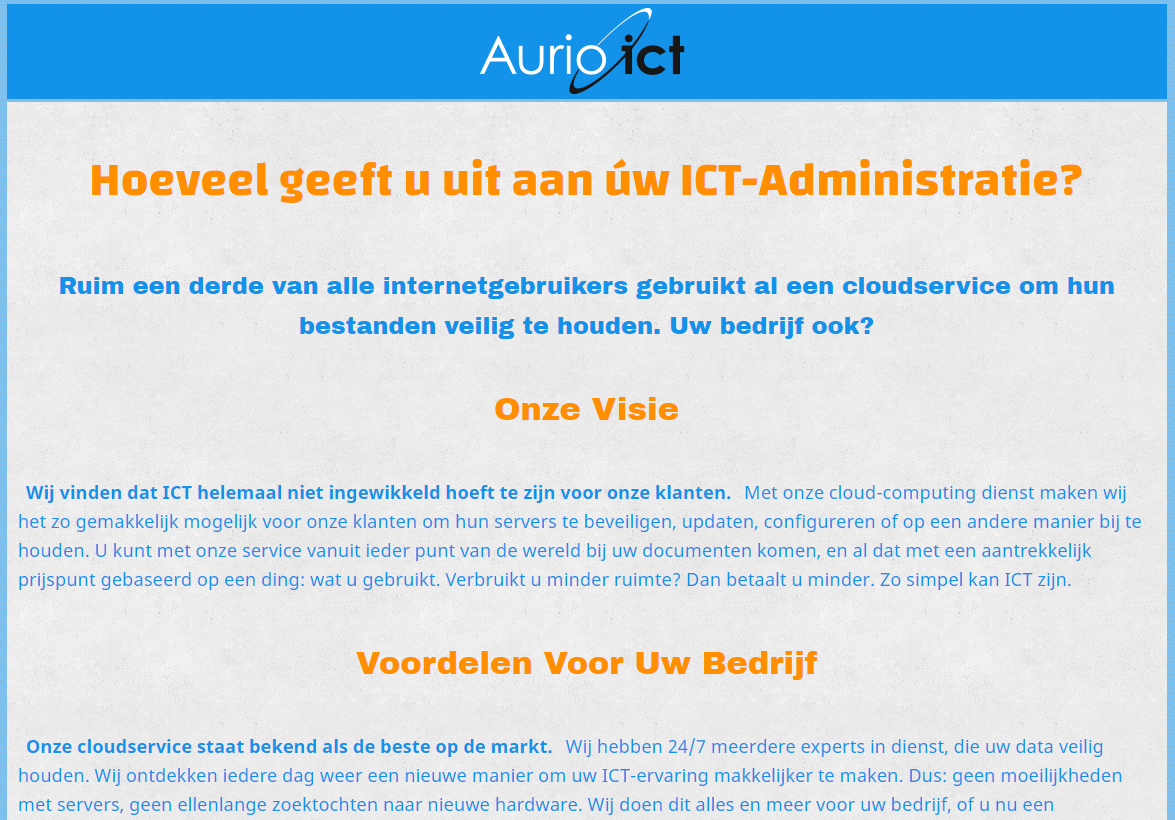 Aurio ict
Hoeveel geeft u uit aan úw ICT-Administratie?
Ruim een derde van alle internetgebruikers gebruikt al een cloudservice om hun
bestanden veilig te houden. Uw bedrijf ook?
Onze Visie
Wij vinden dat ICT helemaal niet ingewikkeld hoeft te zijn voor onze klanten. Met onze cloud-computing dienst maken wij
het zo gemakkelijk mogelijk voor onze klanten om hun servers te beveiligen, updaten, configureren of op een andere manier bij te
houden. U kunt met onze service vanuit ieder punt van de wereld bij uw documenten komen, en al dat met een aantrekkelijk
prijspunt gebaseerd op een ding: wat u gebruikt. Verbruikt u minder ruimte? Dan betaalt u minder. Zo simpel kan ICT zijn.
Voordelen Voor Uw Bedrijf
Onze cloudservice staat bekend als de beste op de markt. Wij hebben 24/7 meerdere experts in dienst, die uw data veilig
houden. Wij ontdekken iedere dag weer een nieuwe manier om uw ICT-ervaring makkelijker te maken. Dus: geen moeilijkheden
met servers, geen ellenlange zoektochten naar nieuwe hardware. Wij doen dit alles en meer voor uw bedrijf, of u nu een